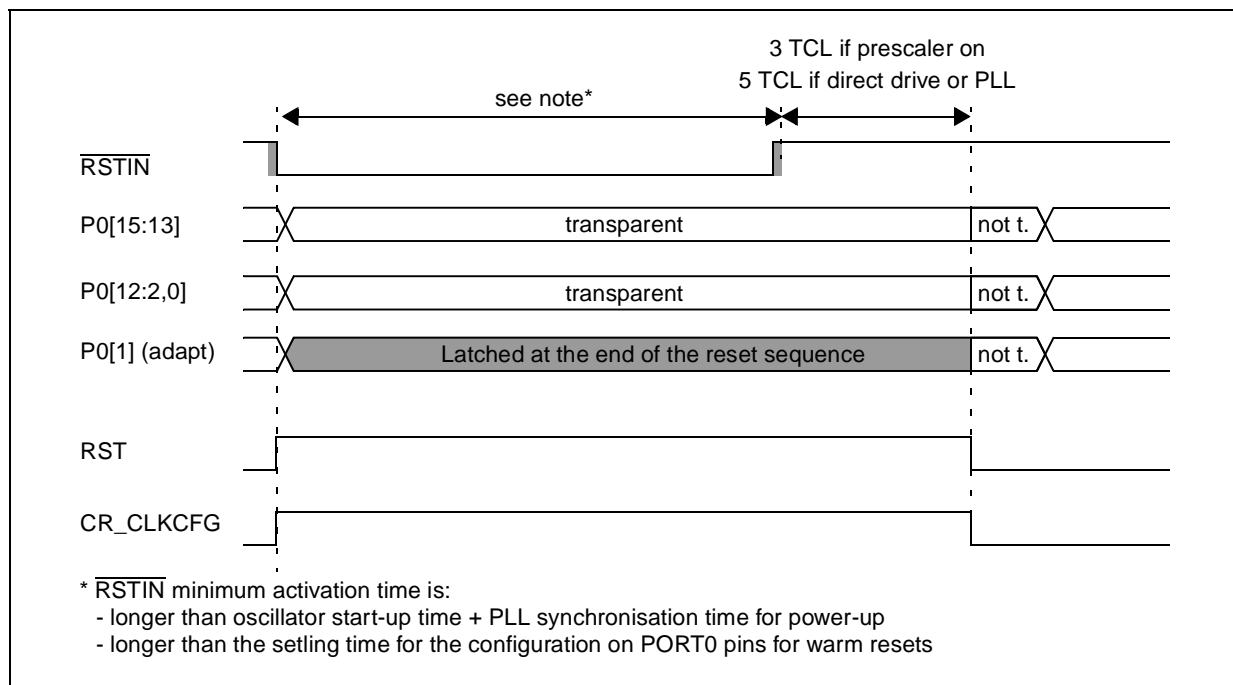 3 TCL if prescaler on
5 TCL if direct drive or PLL
see note*
RSTIN
P0[15:13]
transparent
not t.
P0[12:2,0]
transparent
not t.
P0[1] (adapt)
Latched at the end of the reset sequence
not t.
RST
CR_CLKCFG
* RSTIN minimum activation time is:
- longer than oscillator start-up time + PLL synchronisation time for power-up
- longer than the setling time for the configuration on PORT0 pins for warm resets